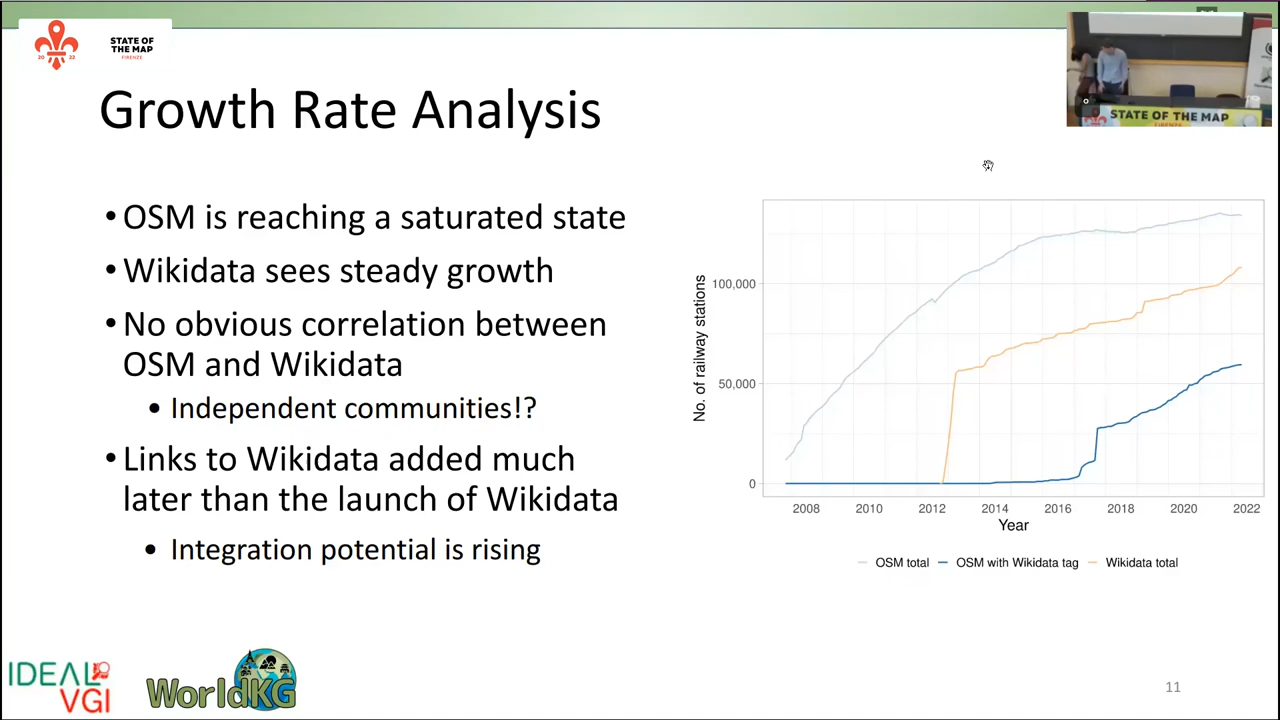 20 22
STATE OF
THE MAP
FIRENZE
STATE OF THE MAP
FIRENZE
Growth Rate Analysis
• OSM is reaching a saturated state
• Wikidata sees steady growth
• No obvious correlation between
OSM and Wikidata
• Independent communities!?
• Links to Wikidata added much
later than the launch of Wikidata
• Integration potential is rising
No. of railway stations
100,000
50,000
0
2008 2010 2012 2014 2016 2018 2020 2022
Year
OSM total OSM with Wikidata tag Wikidata total
IDEAL
VGI
WorldKG
11